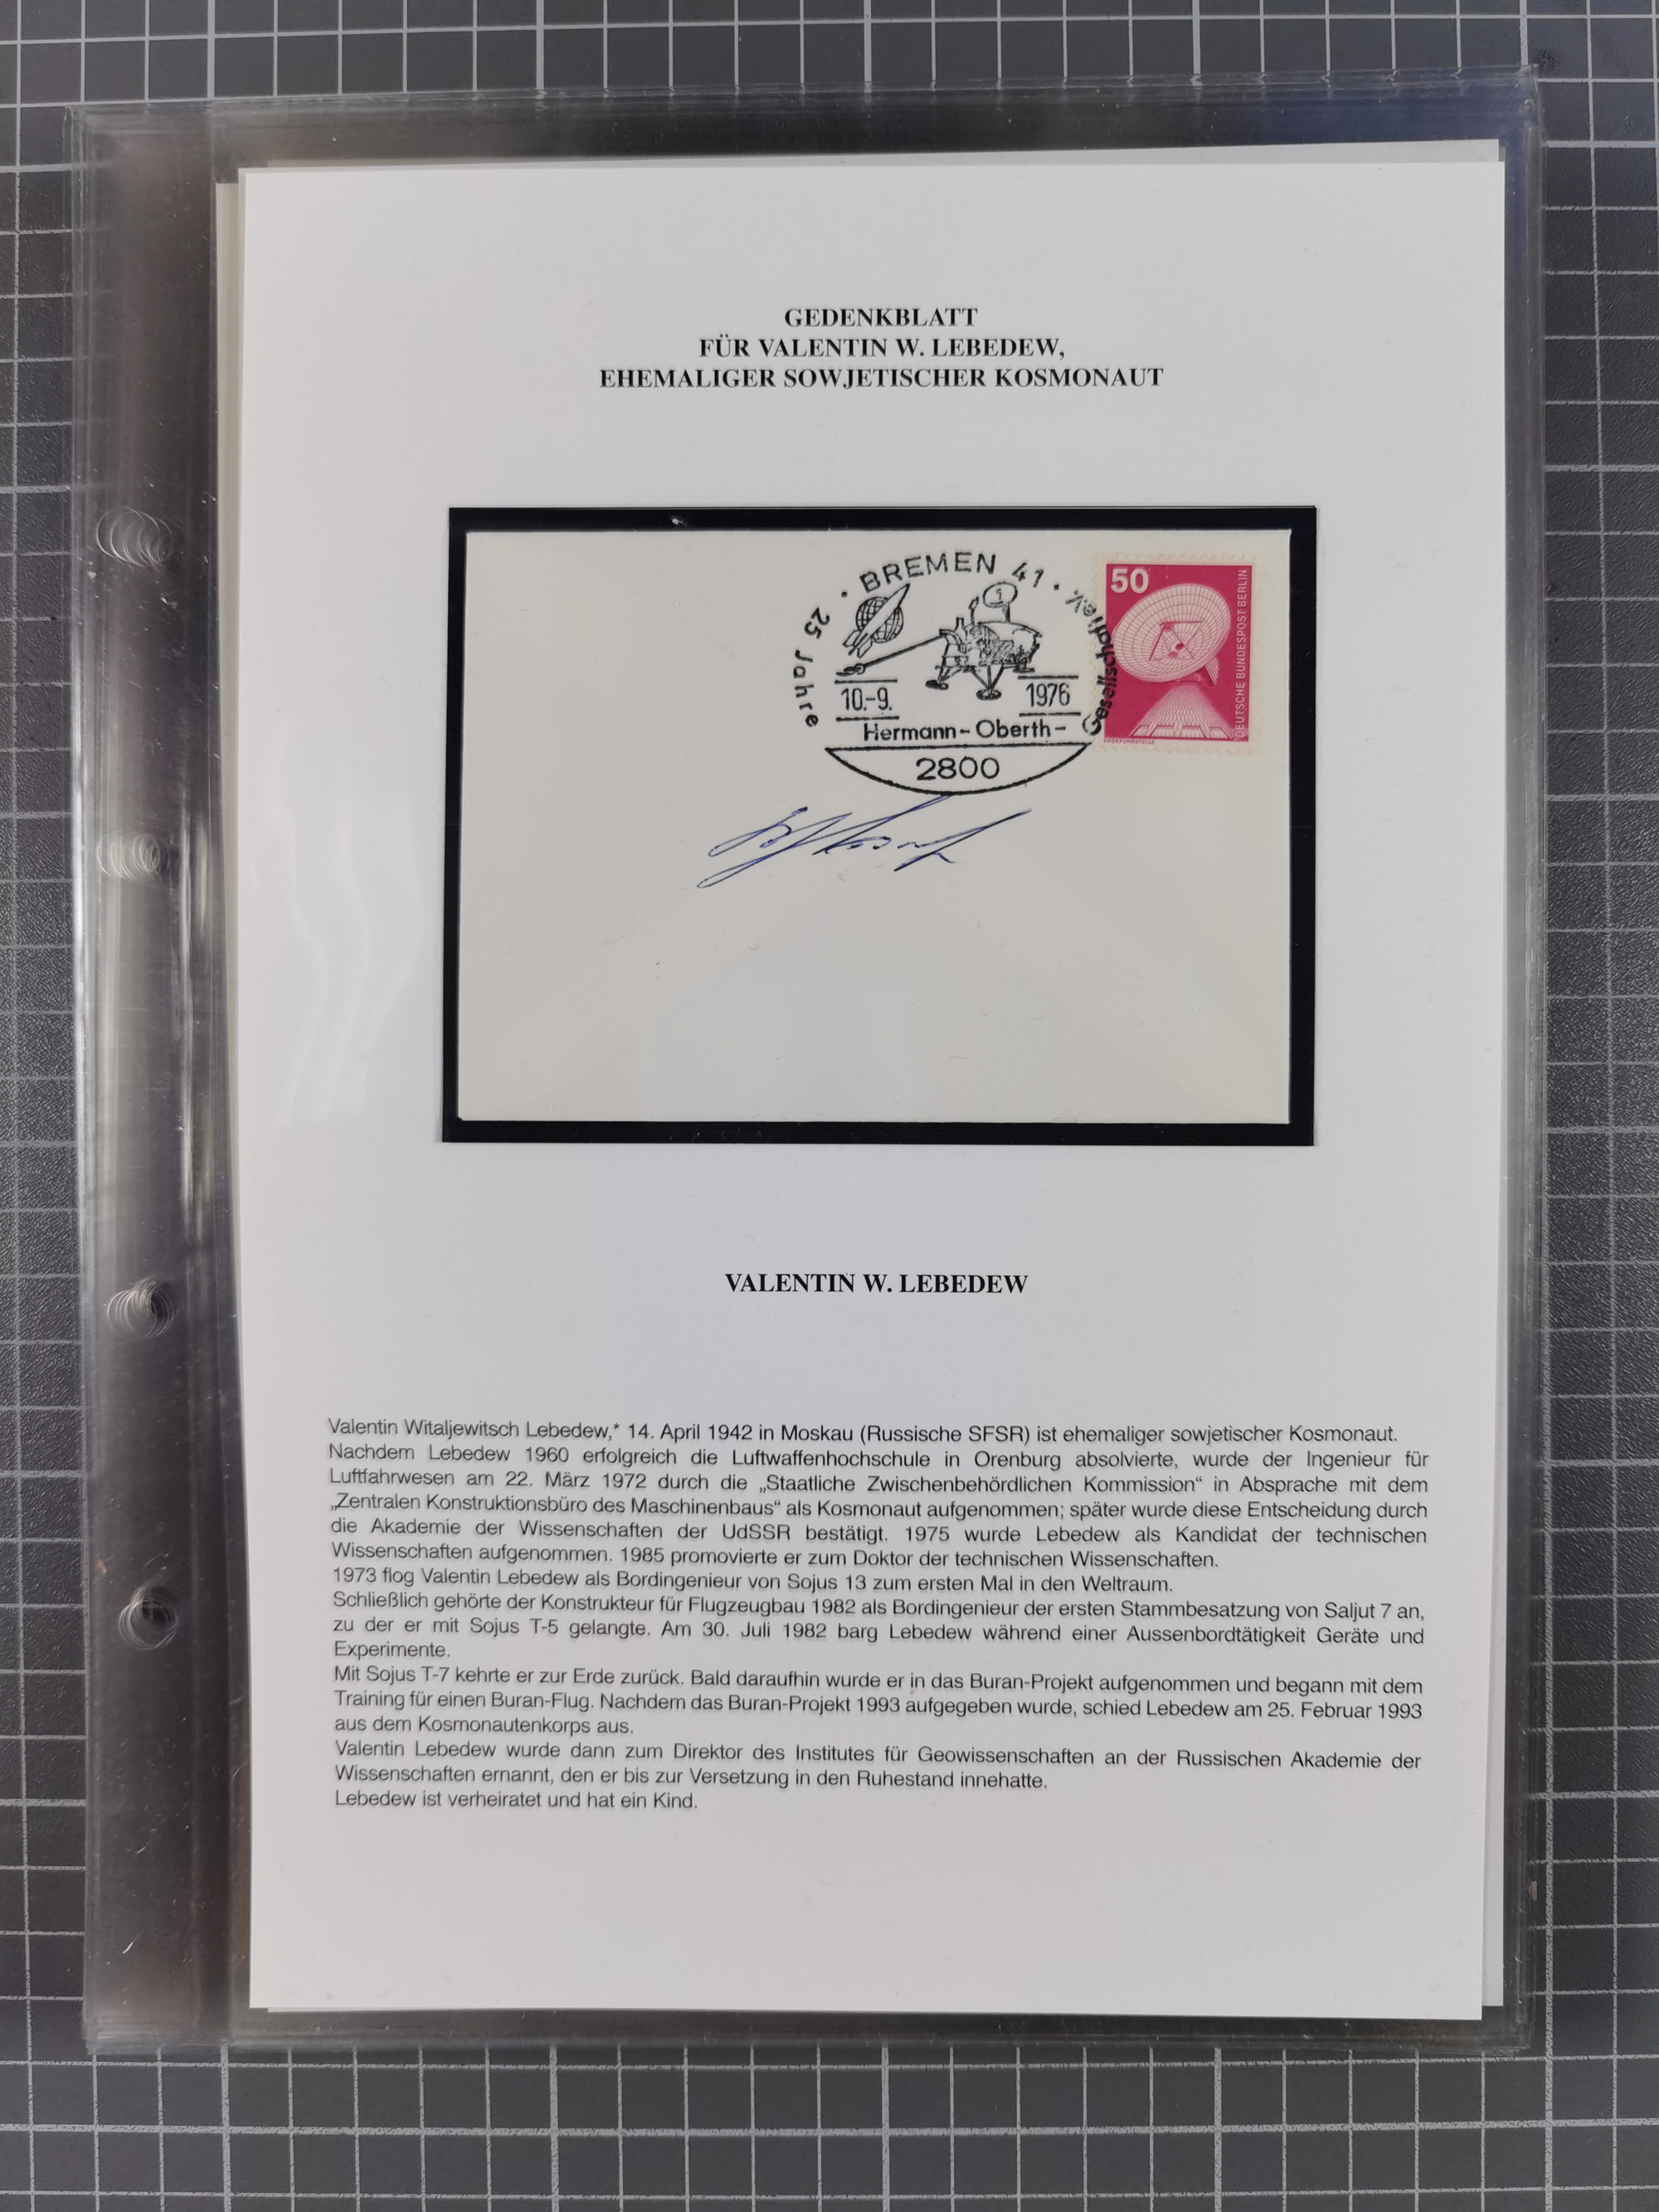 GEDENKBLATT
FÜR VALENTIN W. LEBEDEW,
EHEMALIGER SOWJETISCHER KOSMONAUT
25 Jahre • BREMEN 41 •
Gesellschaft e.V.
50
DEUTSCHE BUNDESPOST BERLIN
ERDEFUNKSTELLE
10.-9. 1976
Hermann-Oberth-
2800
VALENTIN W. LEBEDEW
Valentin Witaljewitsch Lebedew,* 14. April 1942 in Moskau (Russische SFSR) ist ehemaliger sowjetischer Kosmonaut.
Nachdem Lebedew 1960 erfolgreich die Luftwaffenhochschule in Orenburg absolvierte, wurde der Ingenieur für
Luftfahrwesen am 22. März 1972 durch die „Staatliche Zwischenbehördlichen Kommission“ in Absprache mit dem
„Zentralen Konstruktionsbüro des Maschinenbaus“ als Kosmonaut aufgenommen; später wurde diese Entscheidung durch
die Akademie der Wissenschaften der UdSSR bestätigt. 1975 wurde Lebedew als Kandidat der technischen
Wissenschaften aufgenommen. 1985 promovierte er zum Doktor der technischen Wissenschaften.
1973 flog Valentin Lebedew als Bordingenieur von Sojus 13 zum ersten Mal in den Weltraum.
Schließlich gehörte der Konstrukteur für Flugzeugbau 1982 als Bordingenieur der ersten Stammbesatzung von Saljut 7 an,
zu der er mit Sojus T-5 gelangte. Am 30. Juli 1982 barg Lebedew während einer Aussenbordtätigkeit Geräte und
Experimente.
Mit Sojus T-7 kehrte er zur Erde zurück. Bald daraufhin wurde er in das Buran-Projekt aufgenommen und begann mit dem
Training für einen Buran-Flug. Nachdem das Buran-Projekt 1993 aufgegeben wurde, schied Lebedew am 25. Februar 1993
aus dem Kosmonautenkorps aus.
Valentin Lebedew wurde dann zum Direktor des Institutes für Geowissenschaften an der Russischen Akademie der
Wissenschaften ernannt, den er bis zur Versetzung in den Ruhestand innehatte.
Lebedew ist verheiratet und hat ein Kind.